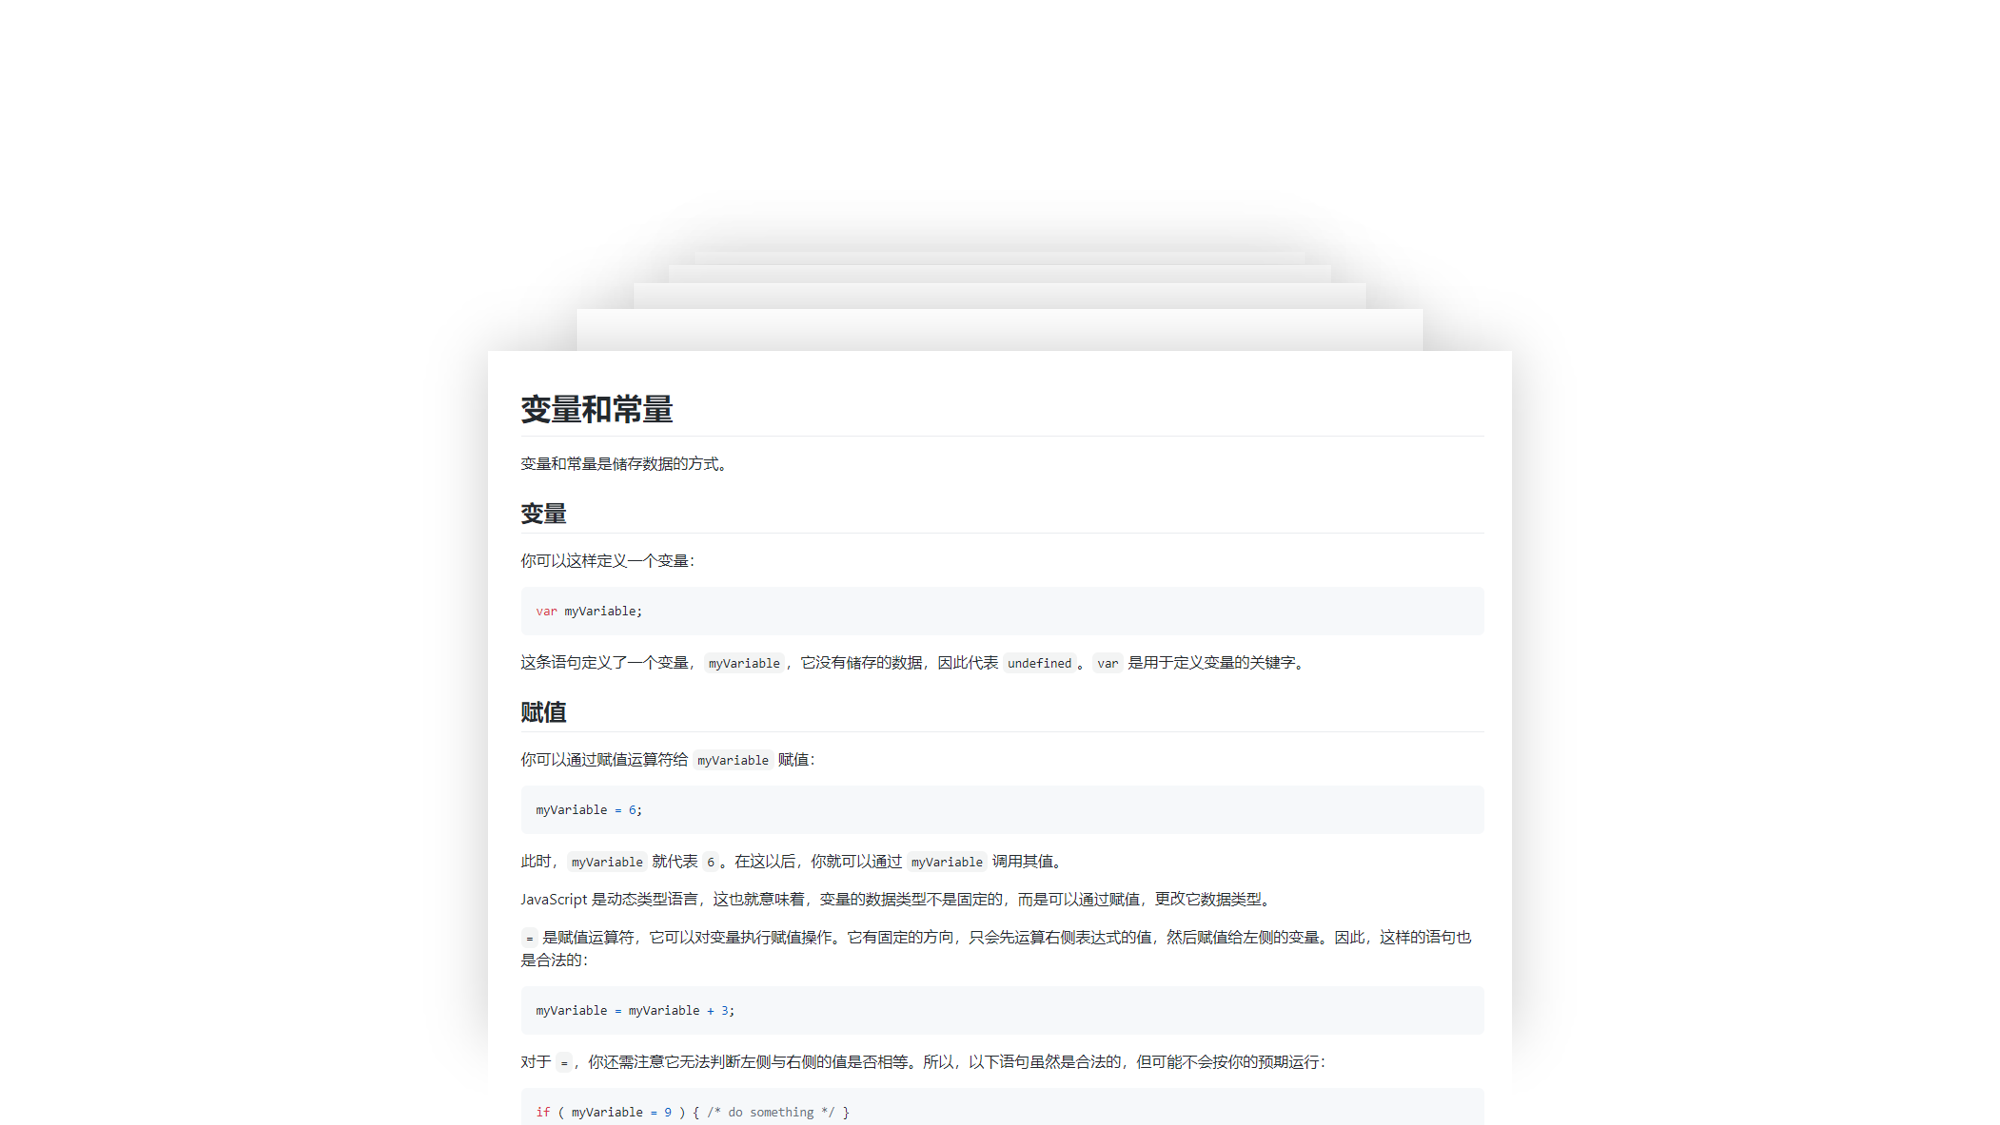 变量和常量
变量和常量是储存数据的方式。
变量
你可以这样定义一个变量：
var myVariable;
这条语句定义了一个变量，myVariable，它没有储存的数据，因此代表 undefined。var 是用于定义变量的关键字。
赋值
你可以通过赋值运算符给 myVariable 赋值：
myVariable = 6;
此时，myVariable 就代表 6。在这以后，你就可以通过 myVariable 调用其值。
JavaScript 是动态类型语言，这也就意味着，变量的数据类型不是固定的，而是可以通过赋值，更改它数据类型。
= 是赋值运算符，它可以对变量执行赋值操作。它有固定的方向，只会先运算右侧表达式的值，然后赋值给左侧的变量。因此，这样的语句也
是合法的：
myVariable = myVariable + 3;
对于 =，你还需注意它无法判断左侧与右侧的值是否相等。所以，以下语句虽然是合法的，但可能不会按你的预期运行：
if ( myVariable = 9 ) { /* do something */ }